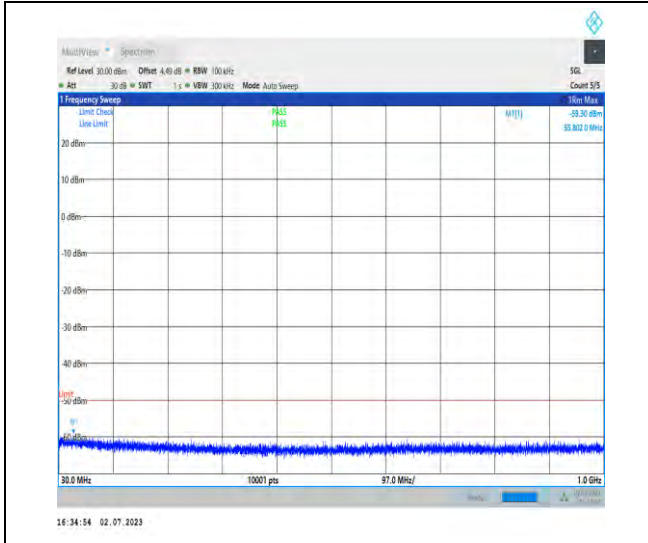 MultiView Spectrum
Ref Level 30.00 dBm Offset 4.49 dB RBW 100 kHz SGL
Att 30 dB SWT 1 s VBW 300 kHz Mode Auto Sweep Count 5/5
1 Frequency Sweep 1Rm Max
Limit Check PASS M1[1] -59.30 dBm
Line Limit PASS 55.802 0 MHz
20 dBm
10 dBm
0 dBm
-10 dBm
-20 dBm
-30 dBm
-40 dBm
Limit
-50 dBm
M1
-60 dBm
30.0 MHz 10001 pts 97.0 MHz/ 1.0 GHz
16:34:54 02.07.2023